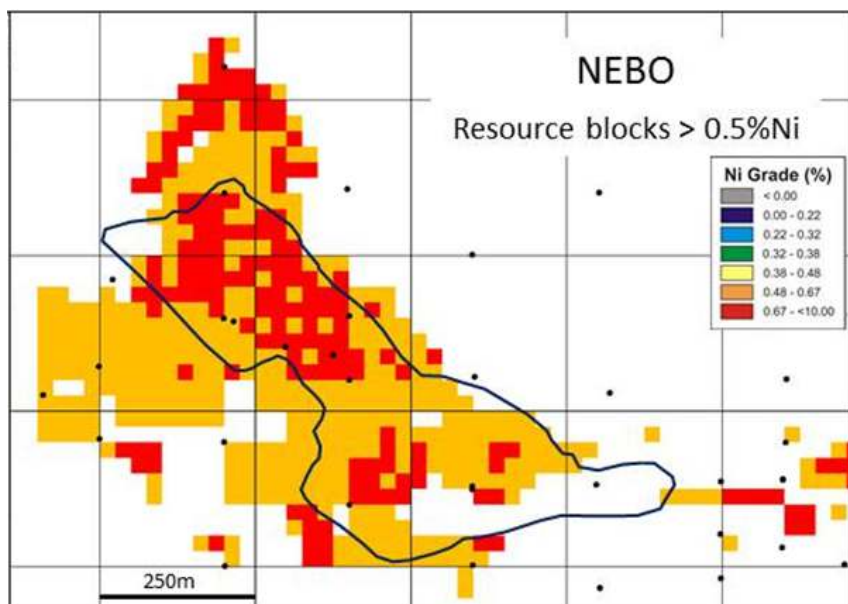 NEBO
Resource blocks > 0.5%Ni
Ni Grade (%)
< 0.00
0.00 - 0.22
0.22 - 0.32
0.32 - 0.38
0.38 - 0.48
0.48 - 0.67
0.67 - <10.00
250m